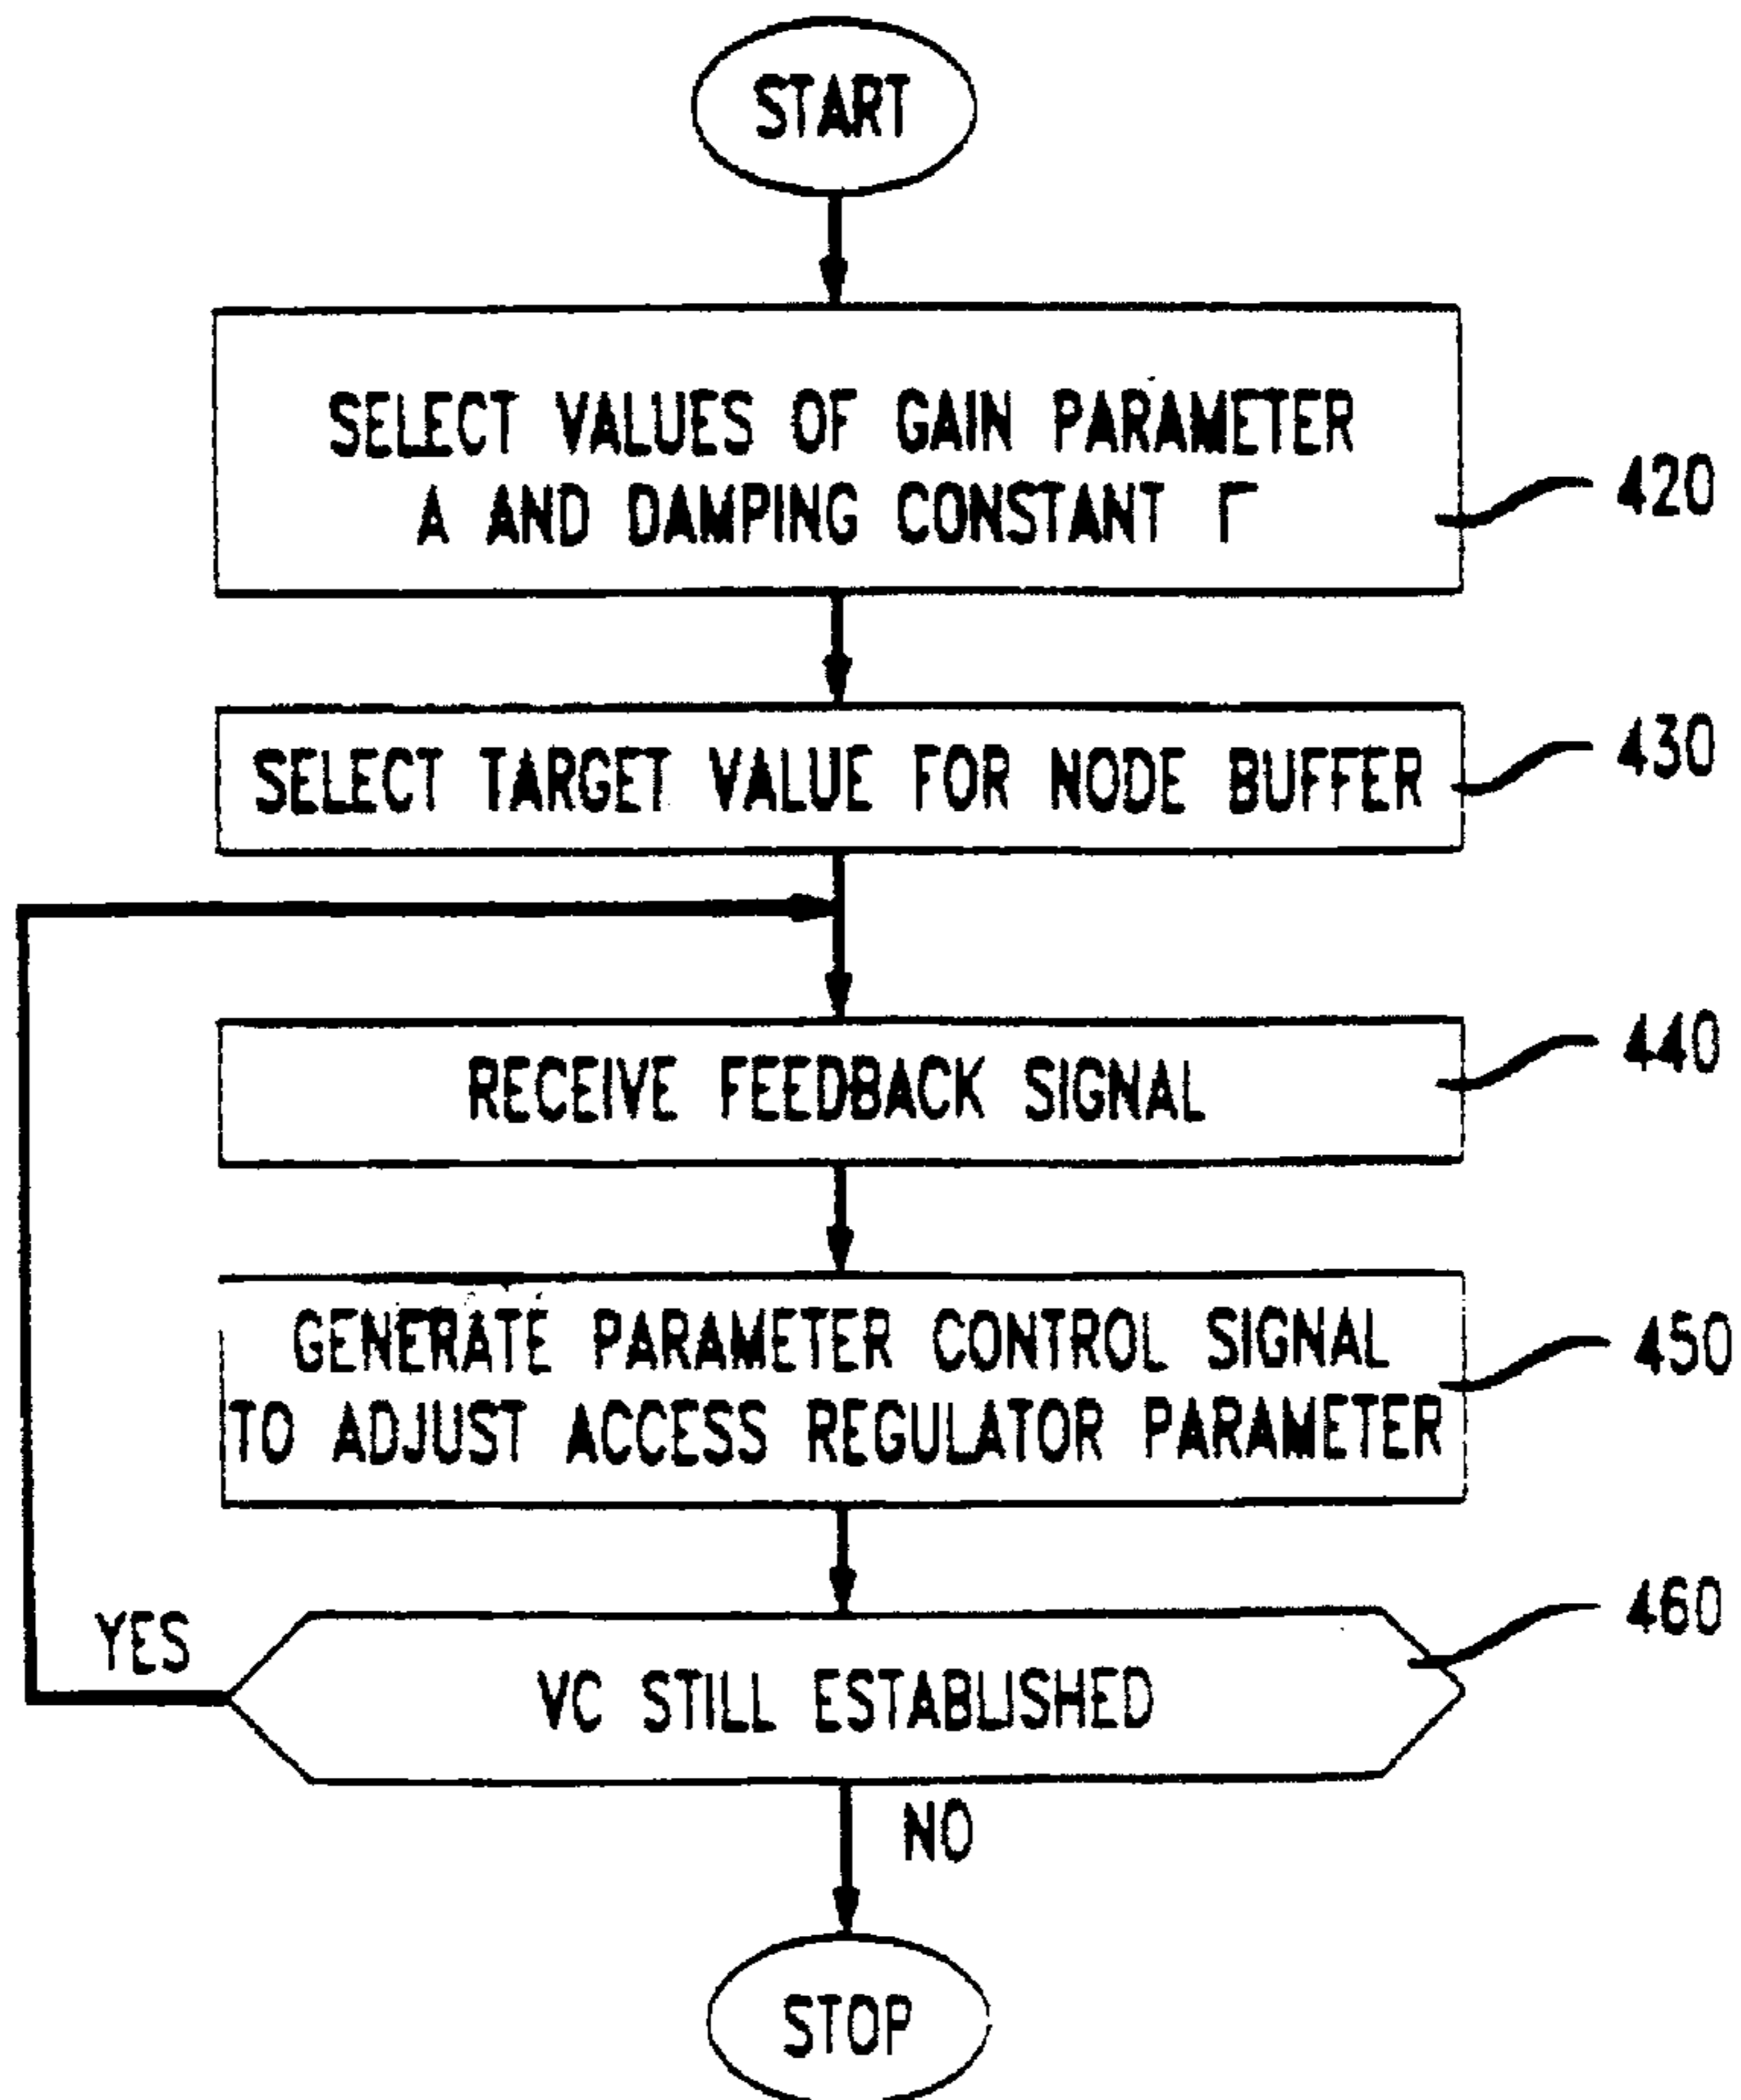 START
SELECT VALUES OF GAIN PARAMETER
A AND DAMPING CONSTANT Γ
420
SELECT TARGET VALUE FOR NODE BUFFER
430
RECEIVE FEEDBACK SIGNAL
440
GENERATE PARAMETER CONTROL SIGNAL
TO ADJUST ACCESS REGULATOR PARAMETER
450
YES
VC STILL ESTABLISHED
460
NO
STOP